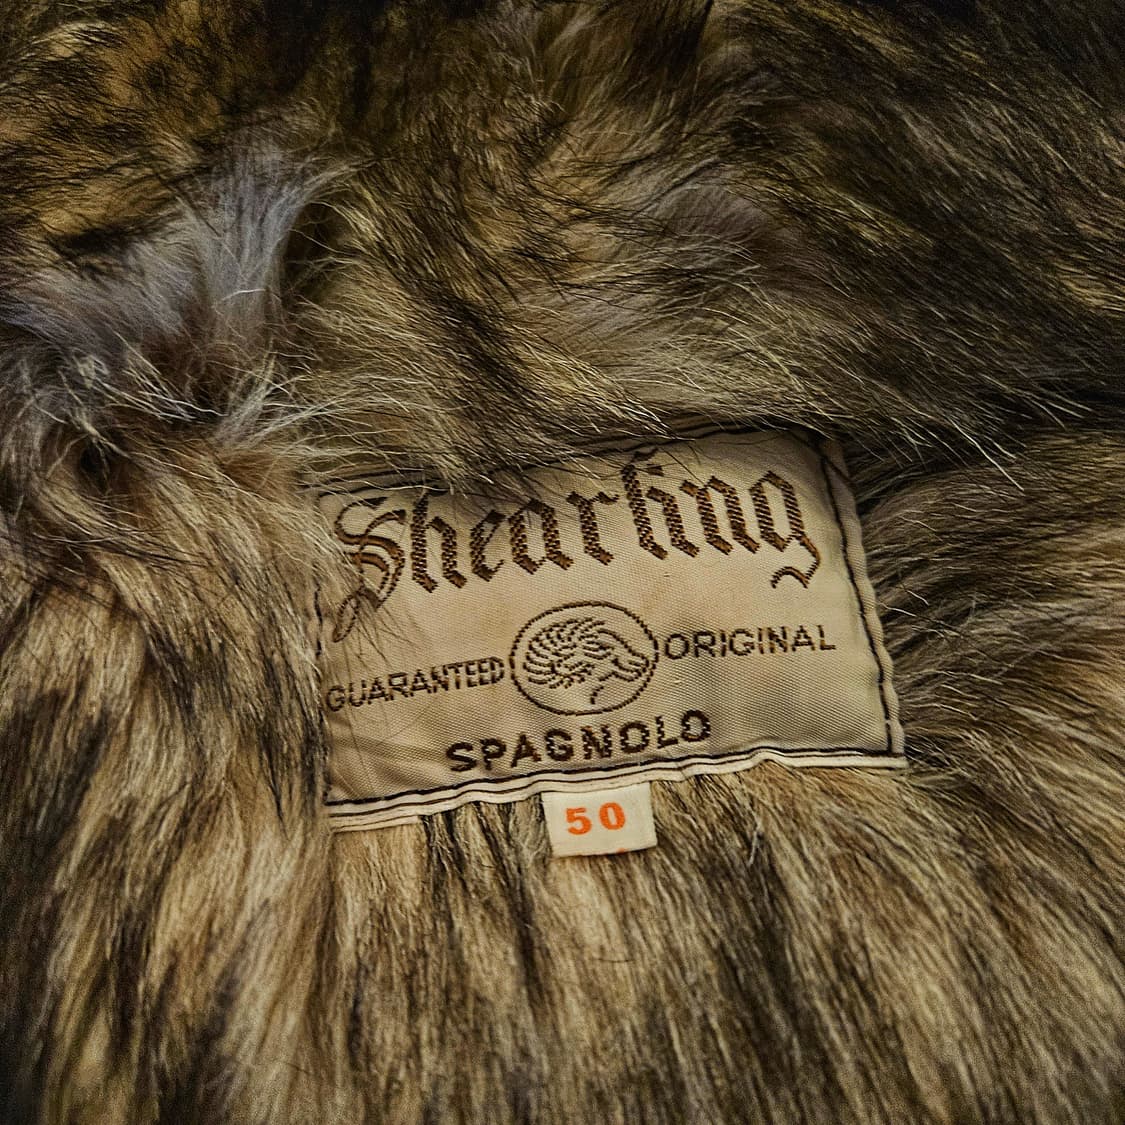 Shearling
GUARANTEED ORIGINAL
SPAGNOLO
50